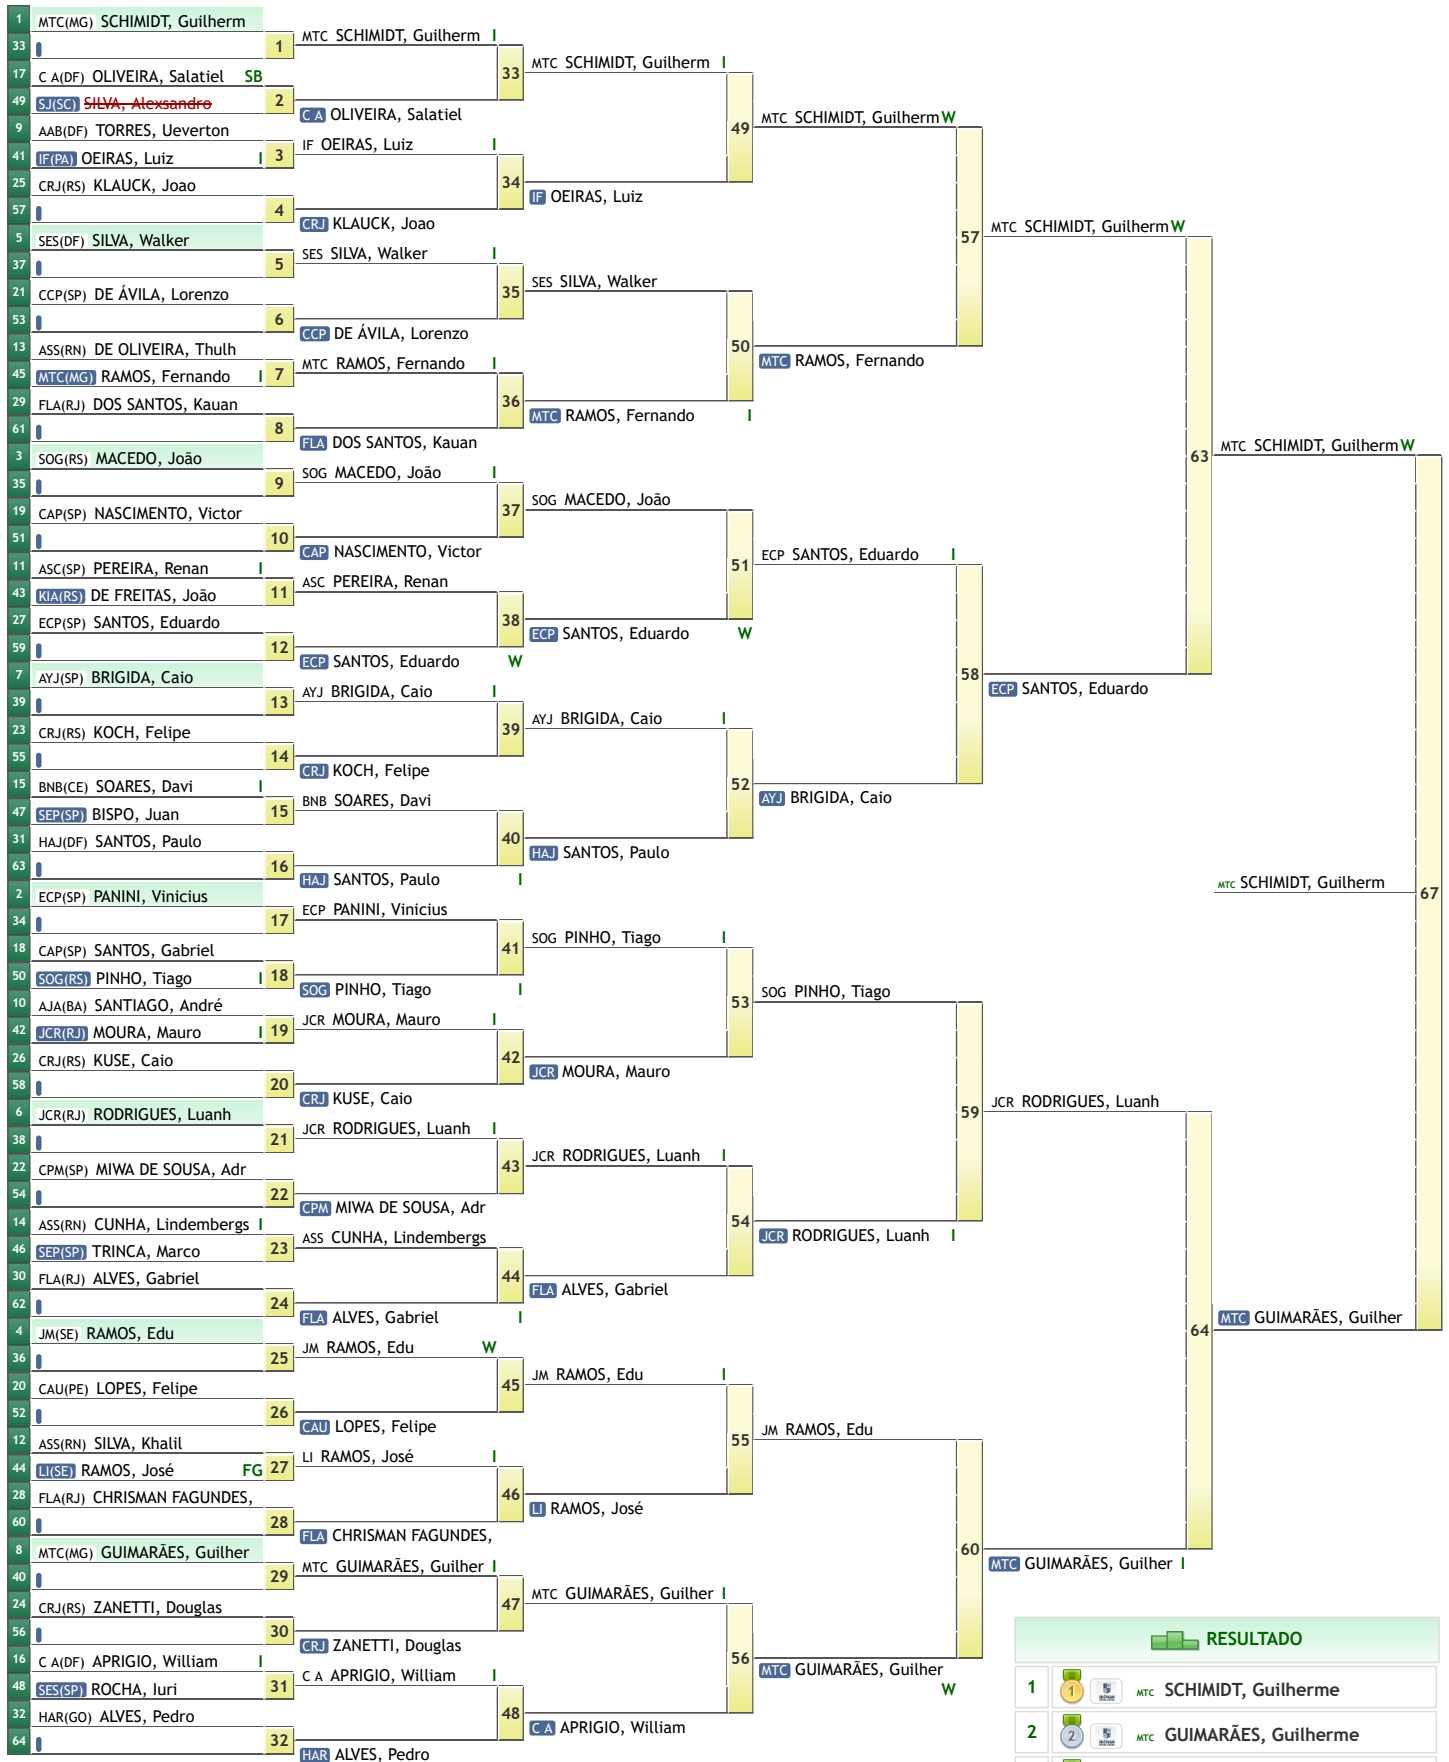 1 MTC(MG) SCHIMIDT, Guilherm
33
1
17 C A(DF) OLIVEIRA, Salatiel SB
49 SJ(SC) SILVA, Alexsandro
2
9 AAB(DF) TORRES, Ueverton
41 IF(PA) OEIRAS, Luiz I
3
25 CRJ(RS) KLAUCK, Joao
57
4
5 SES(DF) SILVA, Walker
37
5
21 CCP(SP) DE ÁVILA, Lorenzo
53
6
13 ASS(RN) DE OLIVEIRA, Thulh
45 MTC(MG) RAMOS, Fernando I
7
29 FLA(RJ) DOS SANTOS, Kauan
61
8
3 SOG(RS) MACEDO, João
35
9
19 CAP(SP) NASCIMENTO, Victor
51
10
11 ASC(SP) PEREIRA, Renan I
43 KIA(RS) DE FREITAS, João
11
27 ECP(SP) SANTOS, Eduardo
59
12
7 AYJ(SP) BRIGIDA, Caio
39
13
23 CRJ(RS) KOCH, Felipe
55
14
15 BNB(CE) SOARES, Davi I
47 SEP(SP) BISPO, Juan
15
31 HAJ(DF) SANTOS, Paulo
63
16
2 ECP(SP) PANINI, Vinicius
34
17
18 CAP(SP) SANTOS, Gabriel
50 SOG(RS) PINHO, Tiago I
18
10 AJA(BA) SANTIAGO, André
42 JCR(RJ) MOURA, Mauro I
19
26 CRJ(RS) KUSE, Caio
58
20
6 JCR(RJ) RODRIGUES, Luanh
38
21
22 CPM(SP) MIWA DE SOUSA, Adr
54
22
14 ASS(RN) CUNHA, Lindembergs I
46 SEP(SP) TRINCA, Marco
23
30 FLA(RJ) ALVES, Gabriel
62
24
4 JM(SE) RAMOS, Edu
36
25
20 CAU(PE) LOPES, Felipe
52
26
12 ASS(RN) SILVA, Khalil
44 LI(SE) RAMOS, José FG
27
28 FLA(RJ) CHRISMAN FAGUNDES,
60
28
8 MTC(MG) GUIMARÃES, Guilher
40
29
24 CRJ(RS) ZANETTI, Douglas
56
30
16 C A(DF) APRIGIO, William I
48 SES(SP) ROCHA, Iuri
31
32 HAR(GO) ALVES, Pedro
64
32
MTC SCHIMIDT, Guilherm I
33
C A OLIVEIRA, Salatiel
IF OEIRAS, Luiz I
34
CRJ KLAUCK, Joao
SES SILVA, Walker I
35
CCP DE ÁVILA, Lorenzo
MTC RAMOS, Fernando I
36
FLA DOS SANTOS, Kauan
SOG MACEDO, João I
37
CAP NASCIMENTO, Victor
ASC PEREIRA, Renan
38
ECP SANTOS, Eduardo W
AYJ BRIGIDA, Caio I
39
CRJ KOCH, Felipe
BNB SOARES, Davi
40
HAJ SANTOS, Paulo I
ECP PANINI, Vinicius
41
SOG PINHO, Tiago I
JCR MOURA, Mauro I
42
CRJ KUSE, Caio
JCR RODRIGUES, Luanh I
43
CPM MIWA DE SOUSA, Adr
ASS CUNHA, Lindembergs
44
FLA ALVES, Gabriel I
JM RAMOS, Edu W
45
CAU LOPES, Felipe
LI RAMOS, José I
46
FLA CHRISMAN FAGUNDES,
MTC GUIMARÃES, Guilher I
47
CRJ ZANETTI, Douglas
C A APRIGIO, William I
48
HAR ALVES, Pedro
MTC SCHIMIDT, Guilherm I
49
IF OEIRAS, Luiz
SES SILVA, Walker
50
MTC RAMOS, Fernando I
SOG MACEDO, João
51
ECP SANTOS, Eduardo W
AYJ BRIGIDA, Caio I
52
HAJ SANTOS, Paulo
SOG PINHO, Tiago I
53
JCR MOURA, Mauro
JCR RODRIGUES, Luanh I
54
FLA ALVES, Gabriel
JM RAMOS, Edu I
55
LI RAMOS, José
MTC GUIMARÃES, Guilher I
56
C A APRIGIO, William
MTC SCHIMIDT, Guilherm W
57
MTC RAMOS, Fernando
ECP SANTOS, Eduardo I
58
AYJ BRIGIDA, Caio
SOG PINHO, Tiago
59
JCR RODRIGUES, Luanh I
JM RAMOS, Edu
60
MTC GUIMARÃES, Guilher W
MTC SCHIMIDT, Guilherm W
63
ECP SANTOS, Eduardo
JCR RODRIGUES, Luanh
64
MTC GUIMARÃES, Guilher I
MTC SCHIMIDT, Guilherm W
MTC SCHIMIDT, Guilherm
67
MTC GUIMARÃES, Guilher
RESULTADO
1 1 MTC SCHIMIDT, Guilherme
2 2 MTC GUIMARÃES, Guilherme